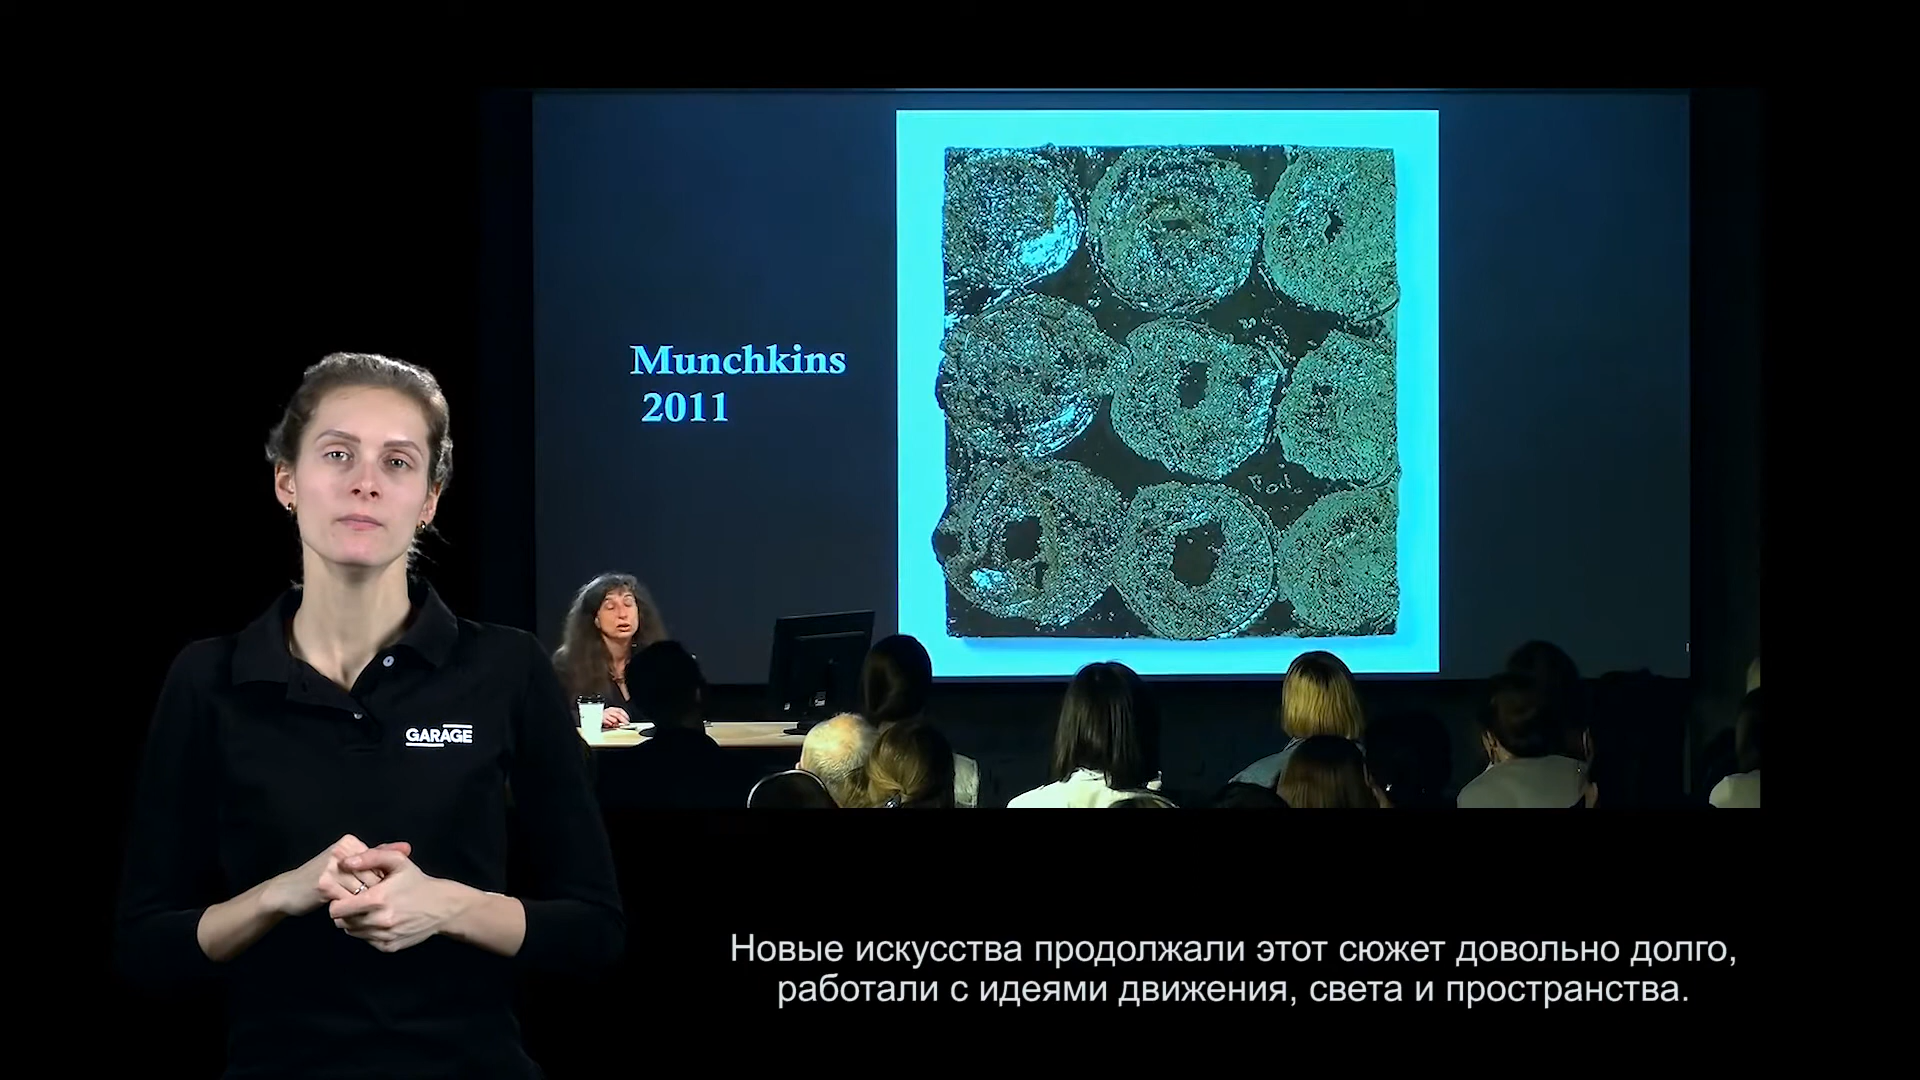 Munchkins
2011
GARAGE
Новые искусства продолжали этот сюжет довольно долго,
работали с идеями движения, света и пространства.